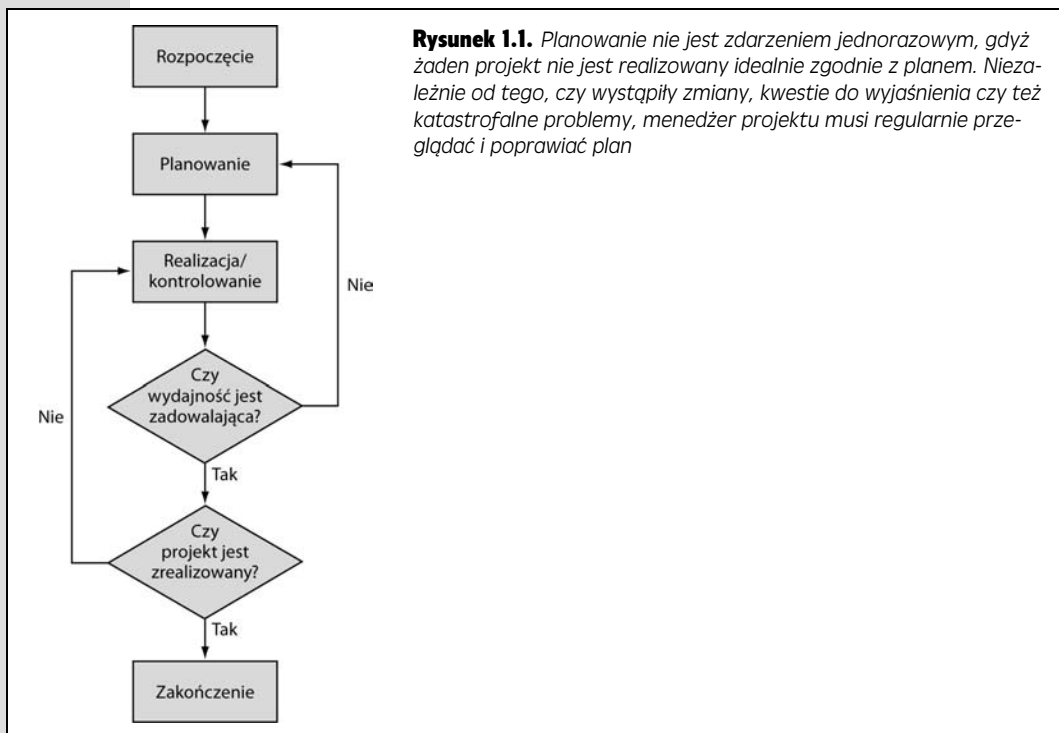 Rozpoczęcie
Rysunek 1.1. Planowanie nie jest zdarzeniem jednorazowym, gdyż
żaden projekt nie jest realizowany idealnie zgodnie z planem. Nieza-
leżnie od tego, czy wystąpiły zmiany, kwestie do wyjaśnienia czy też
katastrofalne problemy, menedżer projektu musi regularnie prze-
glądać i poprawiać plan
Planowanie
Realizacja/
kontrolowanie
Nie
Czy
wydajność jest
zadowalająca?
Nie
Tak
Czy
projekt jest
zrealizowany?
Tak
Zakończenie